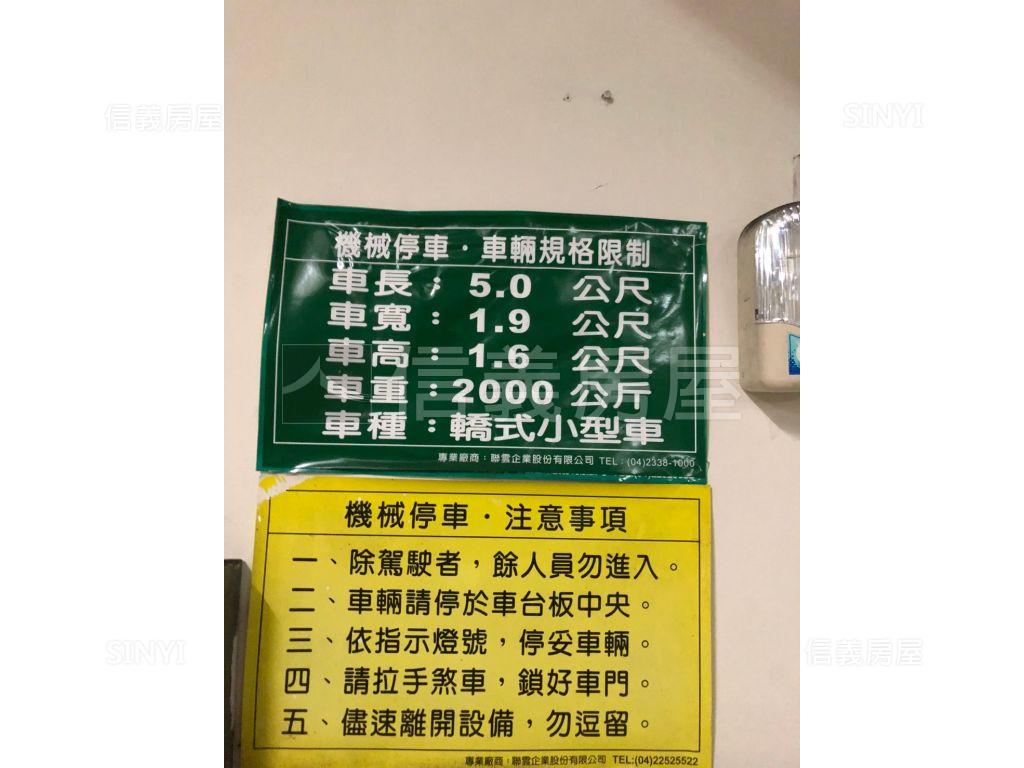 信義房屋
SINYI
機械停車．車輛規格限制
車長：5.0 公尺
車寬：1.9 公尺
車高：1.6 公尺
車重：2000 公斤
車種：轎式小型車
專業廠商：聯雲企業股份有限公司 TEL：(04)2338-1000
信義房屋
機械停車．注意事項
一、除駕駛者，餘人員勿進入。
二、車輛請停於車台板中央。
三、依指示燈號，停妥車輛。
四、請拉手煞車，鎖好車門。
五、儘速離開設備，勿逗留。
專業廠商：聯雲企業股份有限公司 TEL:(04)22525522
SINYI
信義房屋